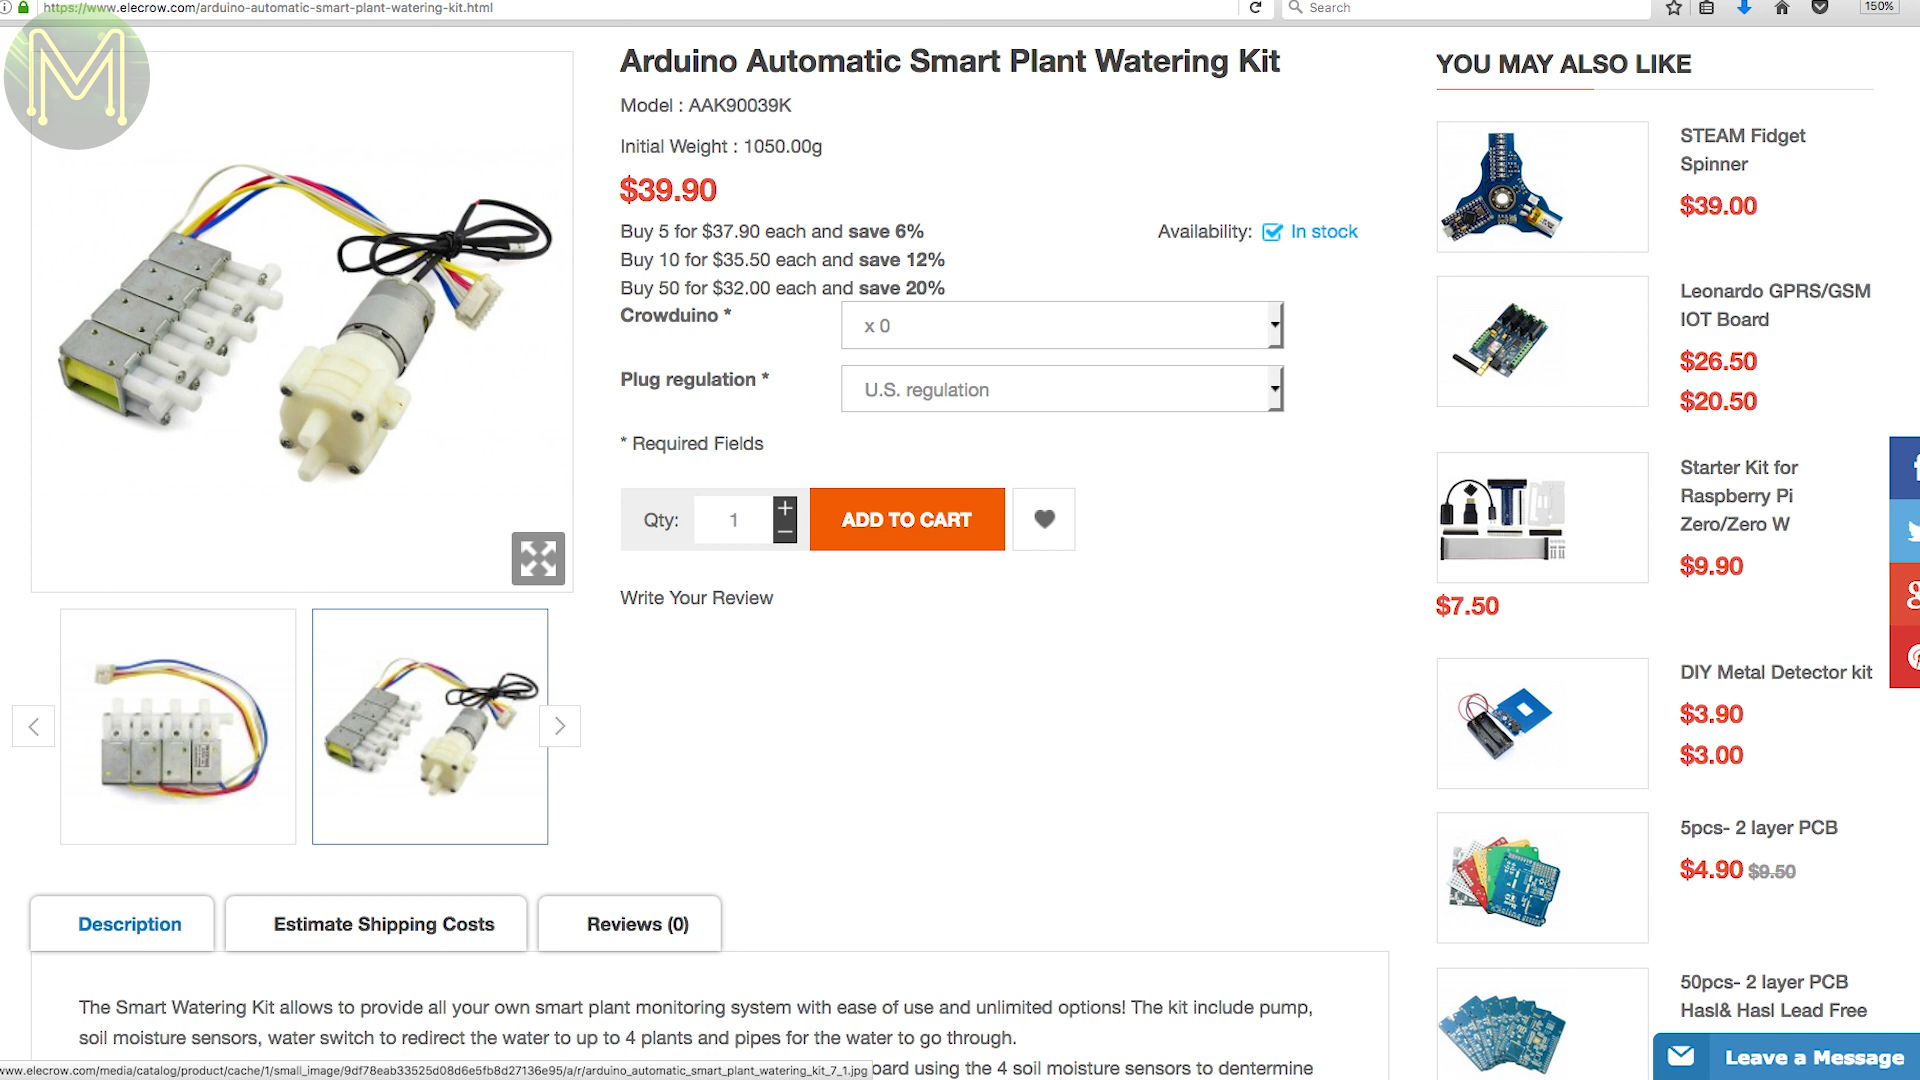 https://www.elecrow.com/arduino-automatic-smart-plant-watering-kit.html
Search
150%
M
Arduino Automatic Smart Plant Watering Kit
Model : AAK90039K
Initial Weight : 1050.00g
$39.90
Buy 5 for $37.90 each and save 6%
Availability: In stock
Buy 10 for $35.50 each and save 12%
Buy 50 for $32.00 each and save 20%
Crowduino *
x 0
Plug regulation *
U.S. regulation
* Required Fields
Qty: 1 + −
ADD TO CART
Write Your Review
Description
Estimate Shipping Costs
Reviews (0)
The Smart Watering Kit allows to provide all your own smart plant monitoring system with ease of use and unlimited options! The kit include pump,
soil moisture sensors, water switch to redirect the water to up to 4 plants and pipes for the water to go through.
oard using the 4 soil moisture sensors to dentermine
www.elecrow.com/media/catalog/product/cache/1/small_image/9df78eab33525d08d6e5fb8d27136e95/a/r/arduino_automatic_smart_plant_watering_kit_7_1.jpg
YOU MAY ALSO LIKE
STEAM Fidget
Spinner
$39.00
Leonardo GPRS/GSM
IOT Board
$26.50
$20.50
Starter Kit for
Raspberry Pi
Zero/Zero W
$9.90
$7.50
DIY Metal Detector kit
$3.90
$3.00
5pcs- 2 layer PCB
$4.90 $9.50
50pcs- 2 layer PCB
Hasl& Hasl Lead Free
Leave a Message